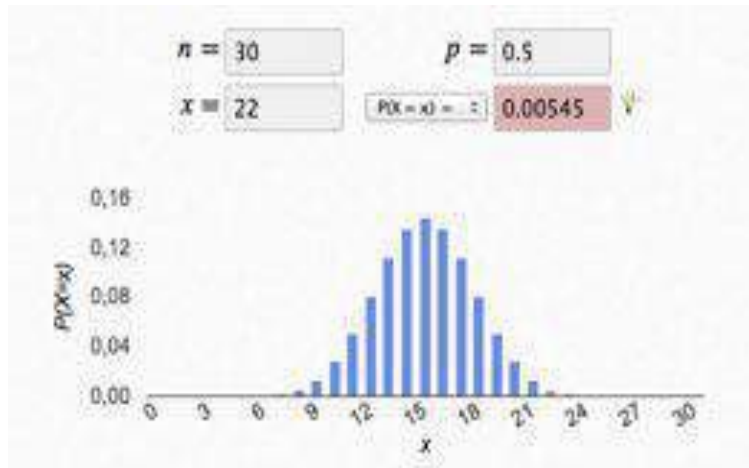 n = 30 p = 0.5
x = 22 P(X = x) = 0.00545
0,16
0,12
0,08
0,04
0,00
P(X=x)
0 3 6 9 12 15 18 21 24 27 30
x